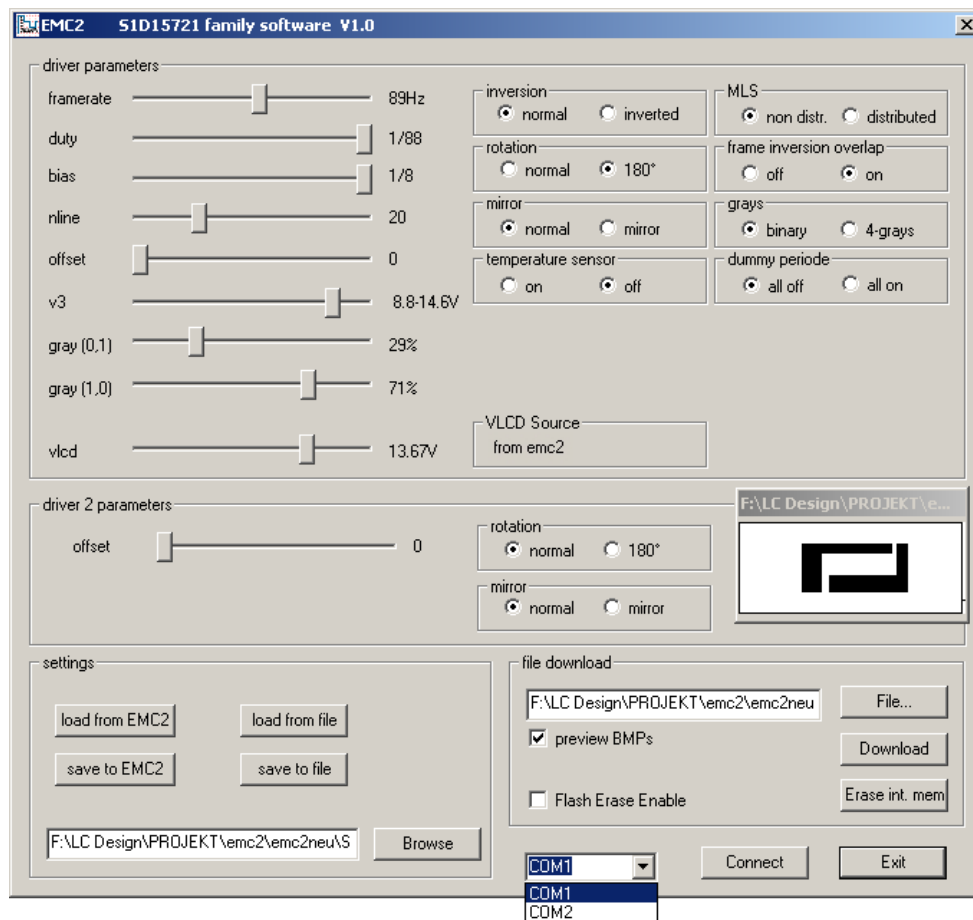 EMC2 S1D15721 family software V1.0
driver parameters
framerate 89Hz
duty 1/88
bias 1/8
nline 20
offset 0
v3 8.8-14.6V
gray (0,1) 29%
gray (1,0) 71%
vlcd 13.67V
inversion
normal inverted
rotation
normal 180°
mirror
normal mirror
temperature sensor
on off
MLS
non distr. distributed
frame inversion overlap
off on
grays
binary 4-grays
dummy periode
all off all on
VLCD Source
from emc2
driver 2 parameters
offset 0
rotation
normal 180°
mirror
normal mirror
F:\LC Design\PROJEKT\e...
settings
load from EMC2 load from file
save to EMC2 save to file
F:\LC Design\PROJEKT\emc2\emc2neu\S
Browse
file download
F:\LC Design\PROJEKT\emc2\emc2neu
File...
preview BMPs
Download
Flash Erase Enable
Erase int. mem
COM1
COM1
COM2
Connect
Exit